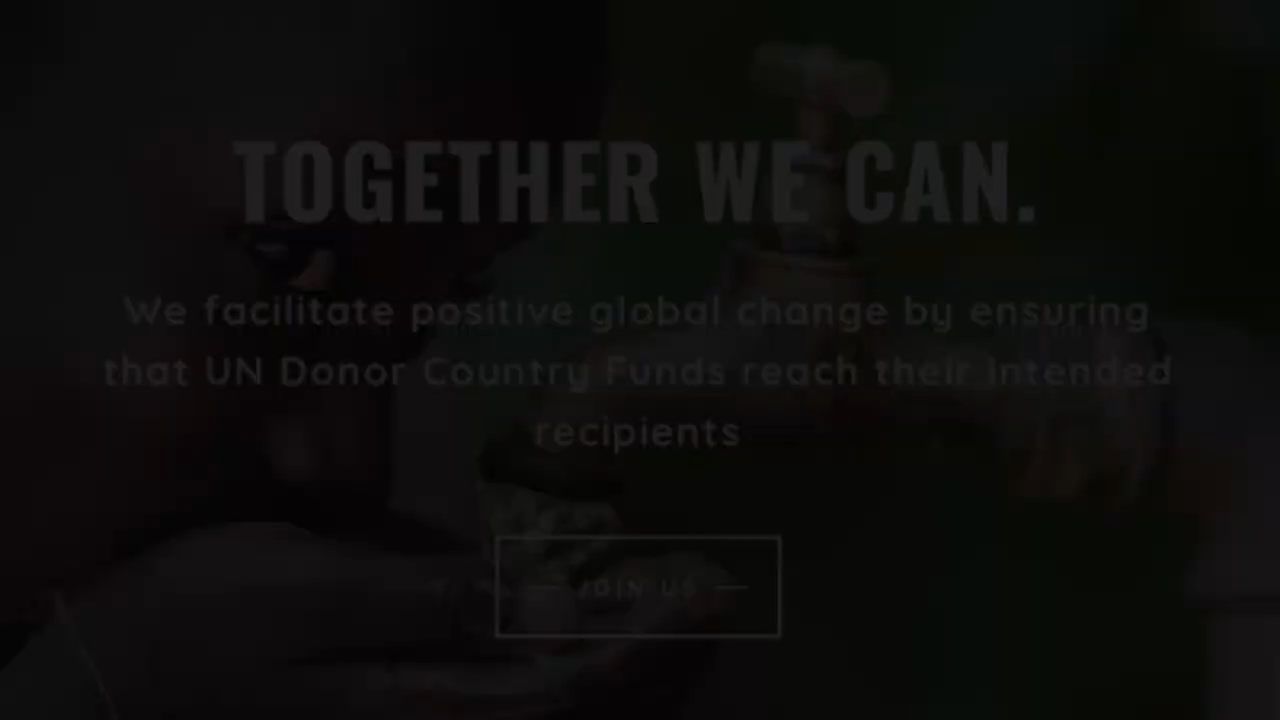 TOGETHER WE CAN.
We facilitate positive global change by ensuring
that UN Donor Country Funds reach their intended
recipients
JOIN US